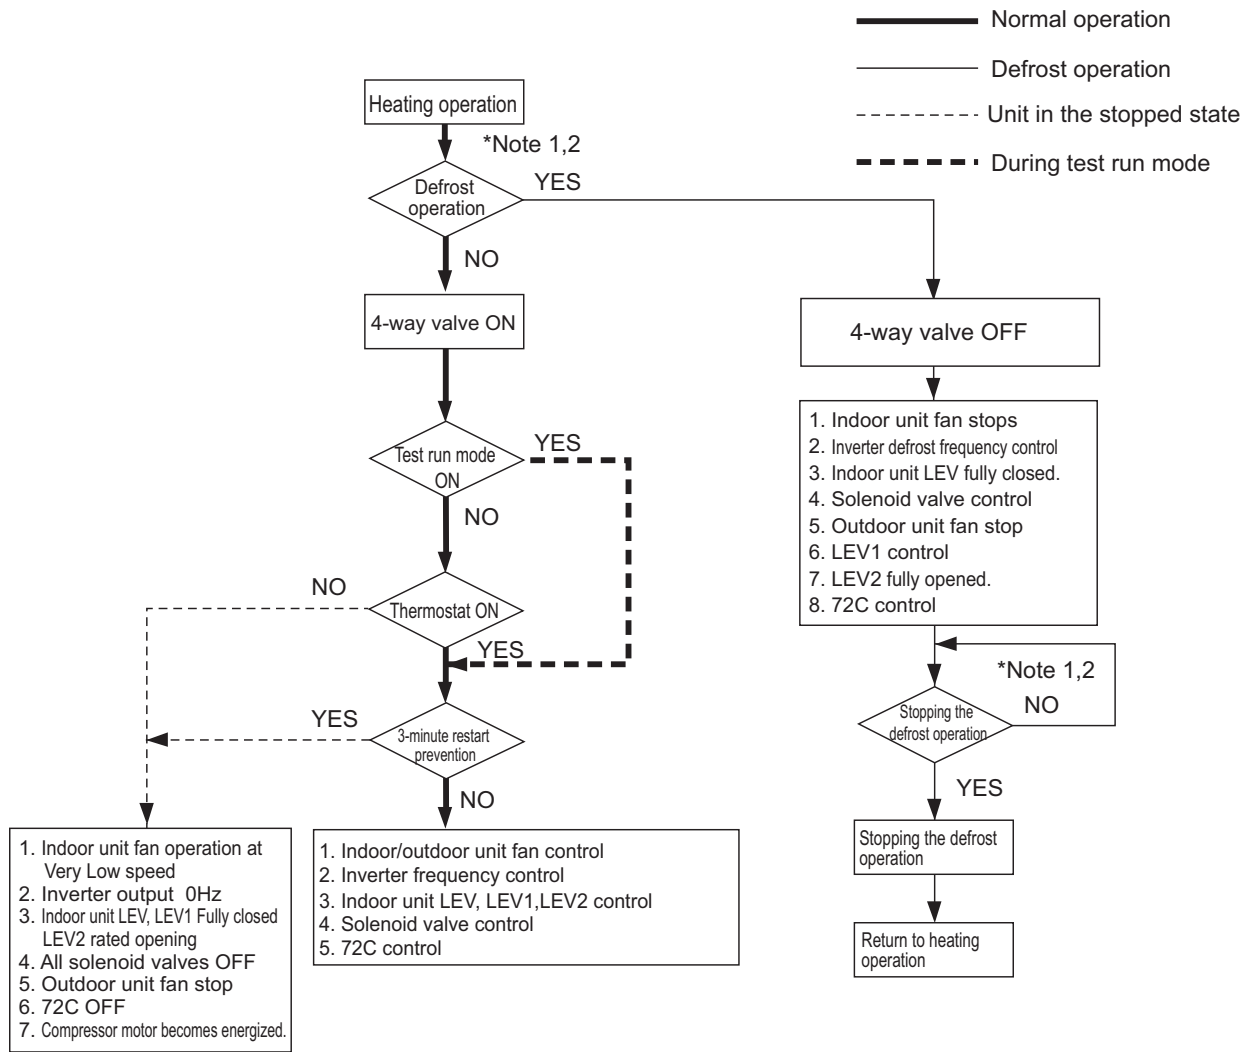 Normal operation
Defrost operation
Unit in the stopped state
During test run mode
Heating operation
*Note 1,2
Defrost
operation
YES
NO
4-way valve ON
Test run mode
ON
YES
NO
Thermostat ON
NO
YES
3-minute restart
prevention
YES
NO
1. Indoor unit fan operation at
Very Low speed
2. Inverter output 0Hz
3. Indoor unit LEV, LEV1 Fully closed
LEV2 rated opening
4. All solenoid valves OFF
5. Outdoor unit fan stop
6. 72C OFF
7. Compressor motor becomes energized.
1. Indoor/outdoor unit fan control
2. Inverter frequency control
3. Indoor unit LEV, LEV1,LEV2 control
4. Solenoid valve control
5. 72C control
4-way valve OFF
1. Indoor unit fan stops
2. Inverter defrost frequency control
3. Indoor unit LEV fully closed.
4. Solenoid valve control
5. Outdoor unit fan stop
6. LEV1 control
7. LEV2 fully opened.
8. 72C control
*Note 1,2
NO
Stopping the
defrost operation
YES
Stopping the defrost
operation
Return to heating
operation